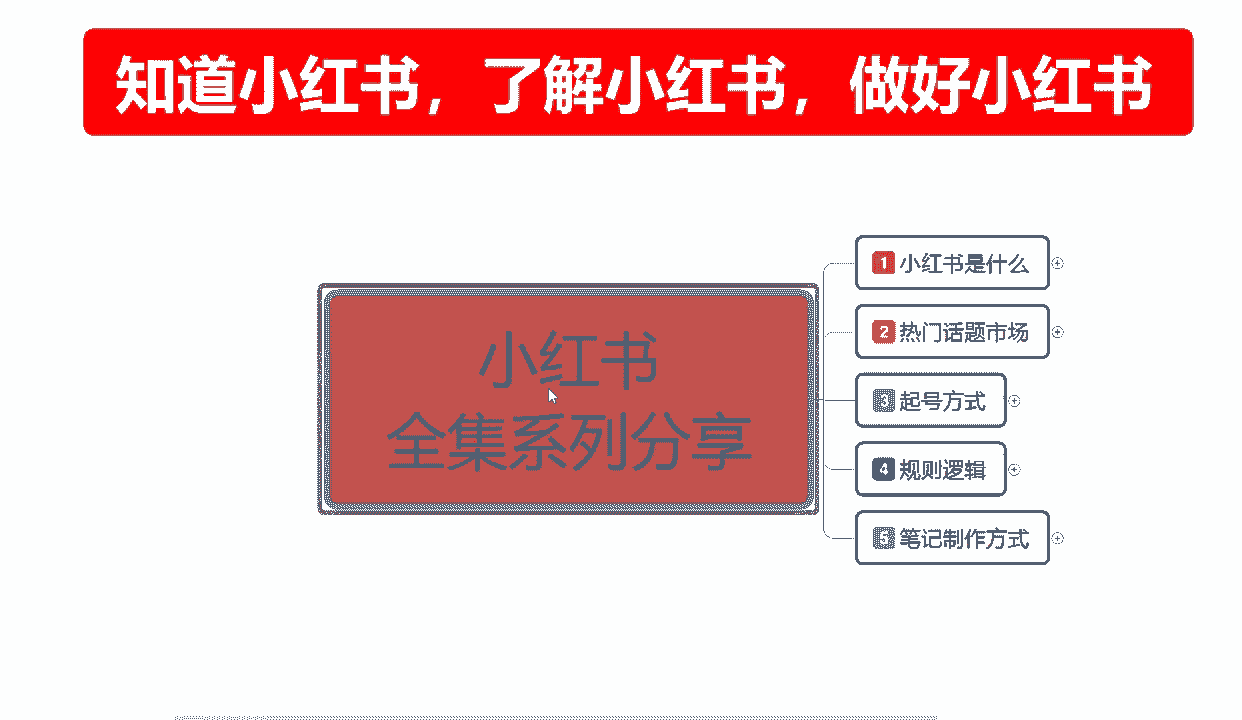 知道小红书，了解小红书，做好小红书
小红书
全集系列分享
1 小红书是什么
2 热门话题市场
3 起号方式
4 规则逻辑
5 笔记制作方式